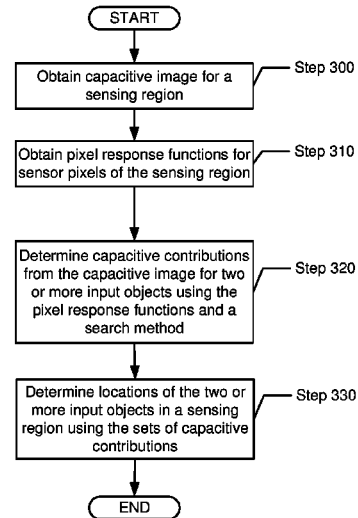 START
Step 300
Obtain capacitive image for a
sensing region
Step 310
Obtain pixel response functions for
sensor pixels of the sensing region
Determine capacitive contributions
from the capacitive image for two
or more input objects using the
pixel response functions and a
search method
Step 320
Determine locations of the two or
more input objects in a sensing
region using the sets of capacitive
contributions
Step 330
END